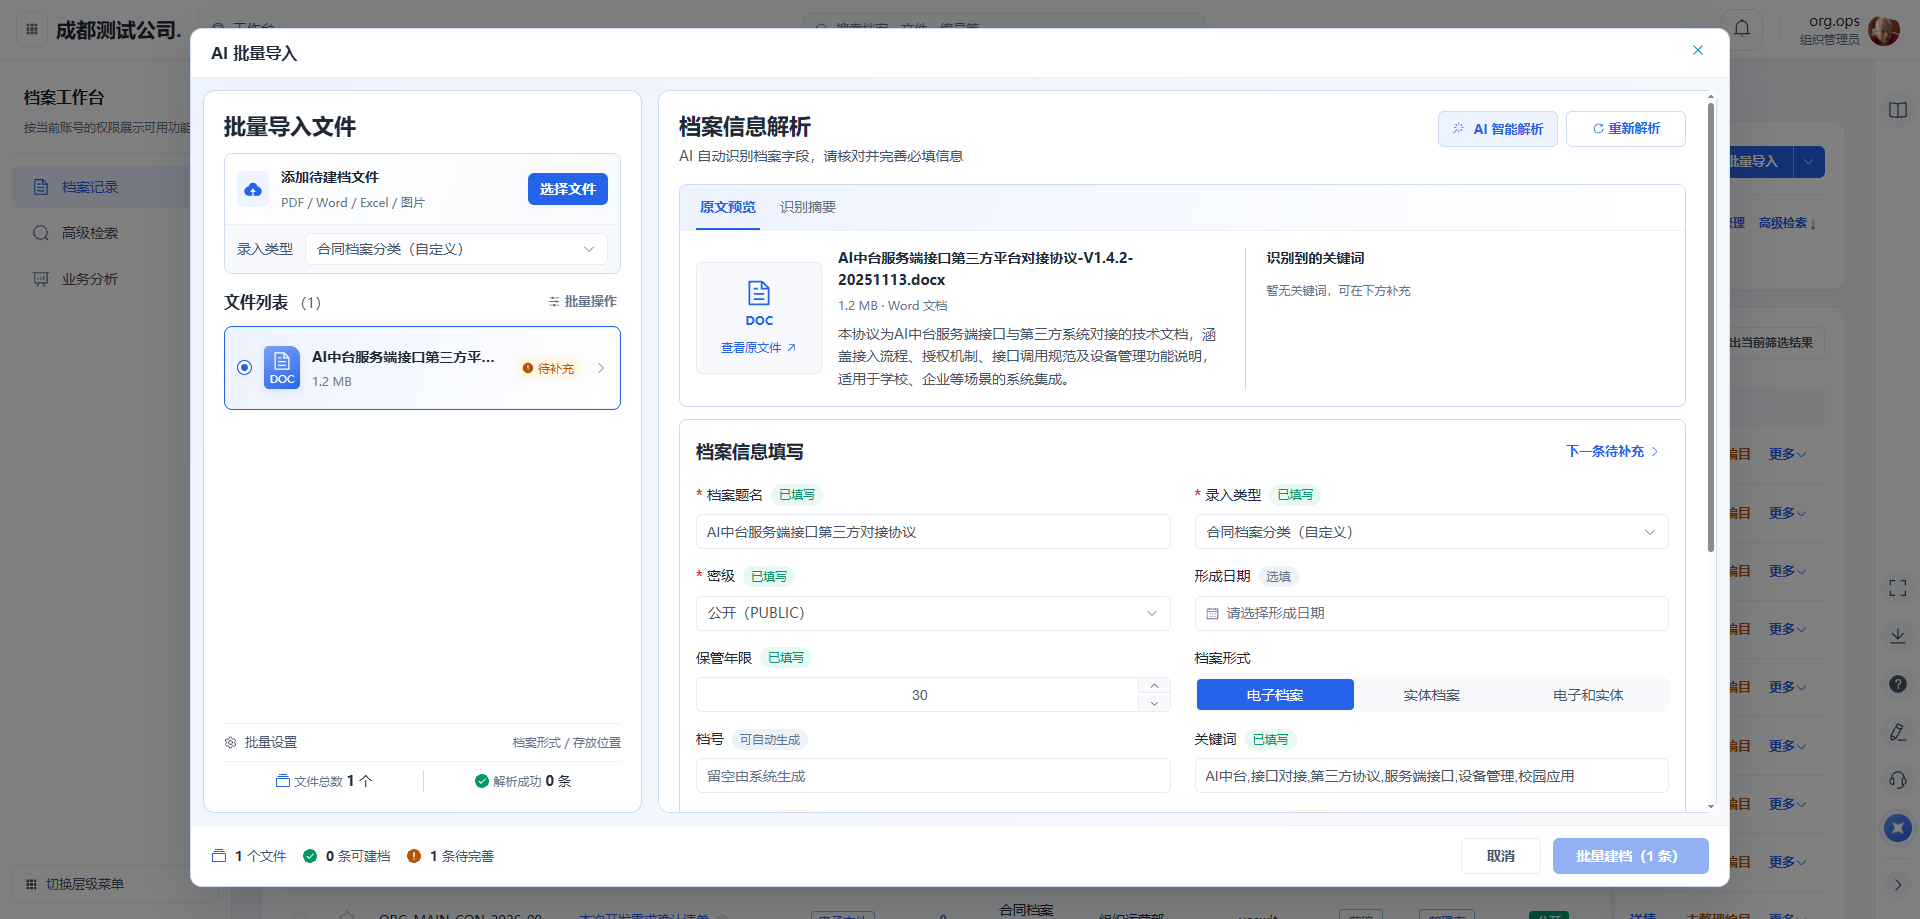 成都测试公司.
工作台
org.ops
组织管理员
档案工作台
按当前账号的权限展示可用功能
档案记录
高级检索
业务分析
切换层级菜单
AI 批量导入
批量导入文件
添加待建档文件
PDF / Word / Excel / 图片
选择文件
录入类型
合同档案分类（自定义）
文件列表 （1）
批量操作
DOC
AI中台服务端接口第三方平...
1.2 MB
待补充
批量设置
档案形式 / 存放位置
文件总数 1 个
解析成功 0 条
档案信息解析
AI 自动识别档案字段，请核对并完善必填信息
AI 智能解析
重新解析
原文预览
识别摘要
DOC
查看原文件
AI中台服务端接口第三方平台对接协议-V1.4.2-
20251113.docx
1.2 MB · Word 文档
本协议为AI中台服务端接口与第三方系统对接的技术文档，涵
盖接入流程、授权机制、接口调用规范及设备管理功能说明，
适用于学校、企业等场景的系统集成。
识别到的关键词
暂无关键词，可在下方补充
档案信息填写
下一条待补充
* 档案题名 已填写
AI中台服务端接口第三方对接协议
* 录入类型 已填写
合同档案分类（自定义）
* 密级 已填写
公开（PUBLIC）
形成日期 选填
请选择形成日期
保管年限 已填写
30
档案形式
电子档案
实体档案
电子和实体
档号 可自动生成
留空由系统生成
关键词 已填写
AI中台,接口对接,第三方协议,服务端接口,设备管理,校园应用
1 个文件
0 条可建档
1 条待完善
取消
批量建档（1 条）
批量导入
高级检索
出当前筛选结果
更多
更多
更多
更多
更多
更多
更多
更多
合同档案